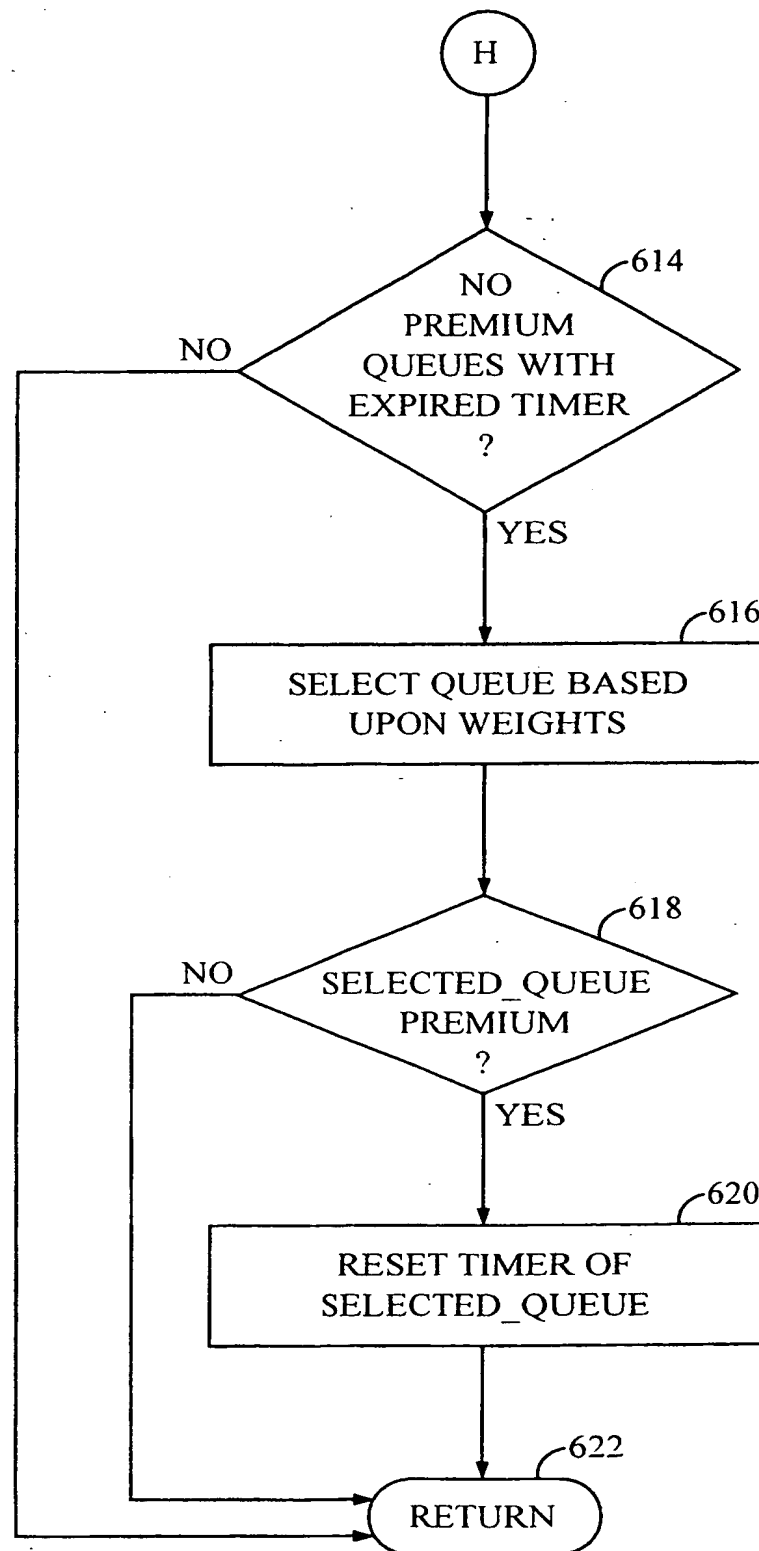 H
614
NO
PREMIUM
QUEUES WITH
EXPIRED TIMER
?
NO
YES
616
SELECT QUEUE BASED
UPON WEIGHTS
618
NO
SELECTED_QUEUE
PREMIUM
?
YES
620
RESET TIMER OF
SELECTED_QUEUE
622
RETURN